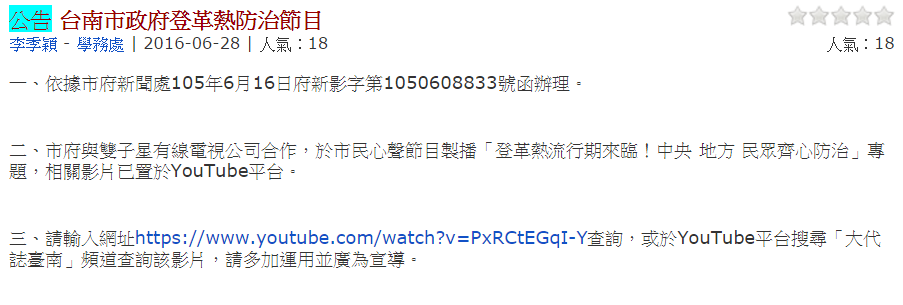 公告 台南市政府登革熱防治節目
李季穎 - 學務處 | 2016-06-28 | 人氣：18 人氣：18
一、依據市府新聞處105年6月16日府新影字第1050608833號函辦理。
二、市府與雙子星有線電視公司合作，於市民心聲節目製播「登革熱流行期來臨！中央 地方 民眾齊心防治」專
題，相關影片已置於YouTube平台。
三、請輸入網址https://www.youtube.com/watch?v=PxRCtEGqI-Y查詢，或於YouTube平台搜尋「大代
誌臺南」頻道查詢該影片，請多加運用並廣為宣導。